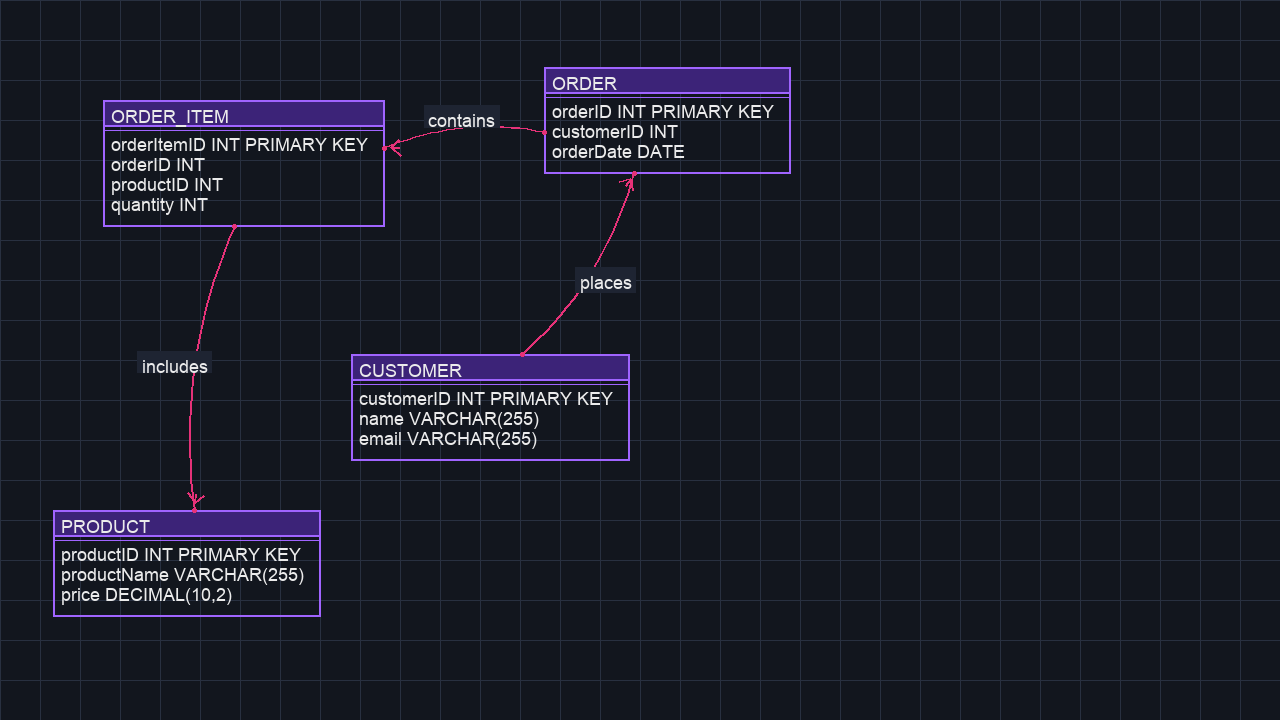 ORDER
orderID INT PRIMARY KEY
customerID INT
orderDate DATE
contains
ORDER_ITEM
orderItemID INT PRIMARY KEY
orderID INT
productID INT
quantity INT
places
includes
CUSTOMER
customerID INT PRIMARY KEY
name VARCHAR(255)
email VARCHAR(255)
PRODUCT
productID INT PRIMARY KEY
productName VARCHAR(255)
price DECIMAL(10,2)